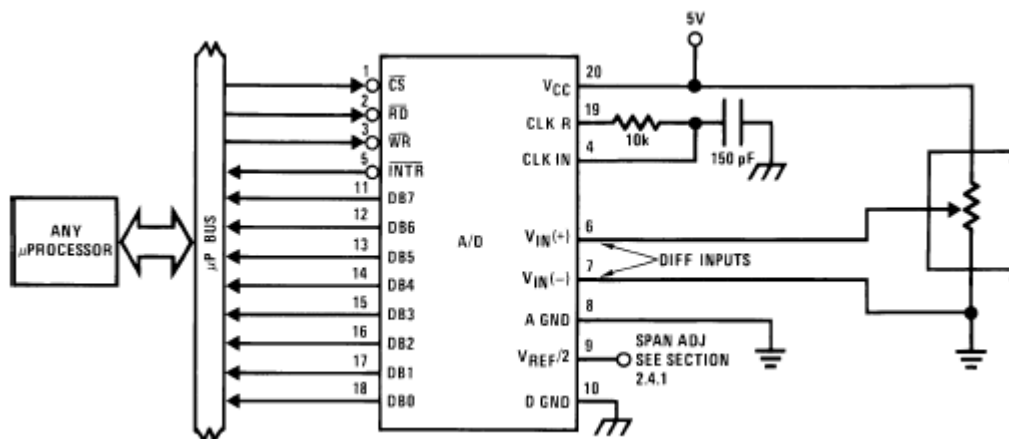 5V
1
CS
2
RD
3
WR
5
INTR
11
DB7
12
DB6
13
DB5
14
DB4
15
DB3
16
DB2
17
DB1
18
DB0
ANY
μPROCESSOR
μP BUS
A/D
20
VCC
19
CLK R
10k
4
CLK IN
150 pF
6
VIN(+)
DIFF INPUTS
7
VIN(−)
8
A GND
9
VREF/2
SPAN ADJ
SEE SECTION
2.4.1
10
D GND